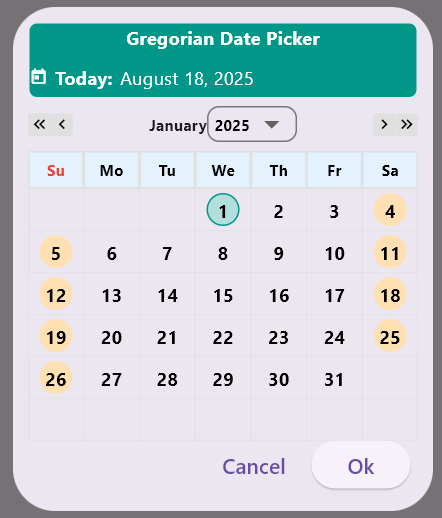 Gregorian Date Picker
Today: August 18, 2025
January 2025
Su Mo Tu We Th Fr Sa
1 2 3 4
5 6 7 8 9 10 11
12 13 14 15 16 17 18
19 20 21 22 23 24 25
26 27 28 29 30 31
Cancel Ok